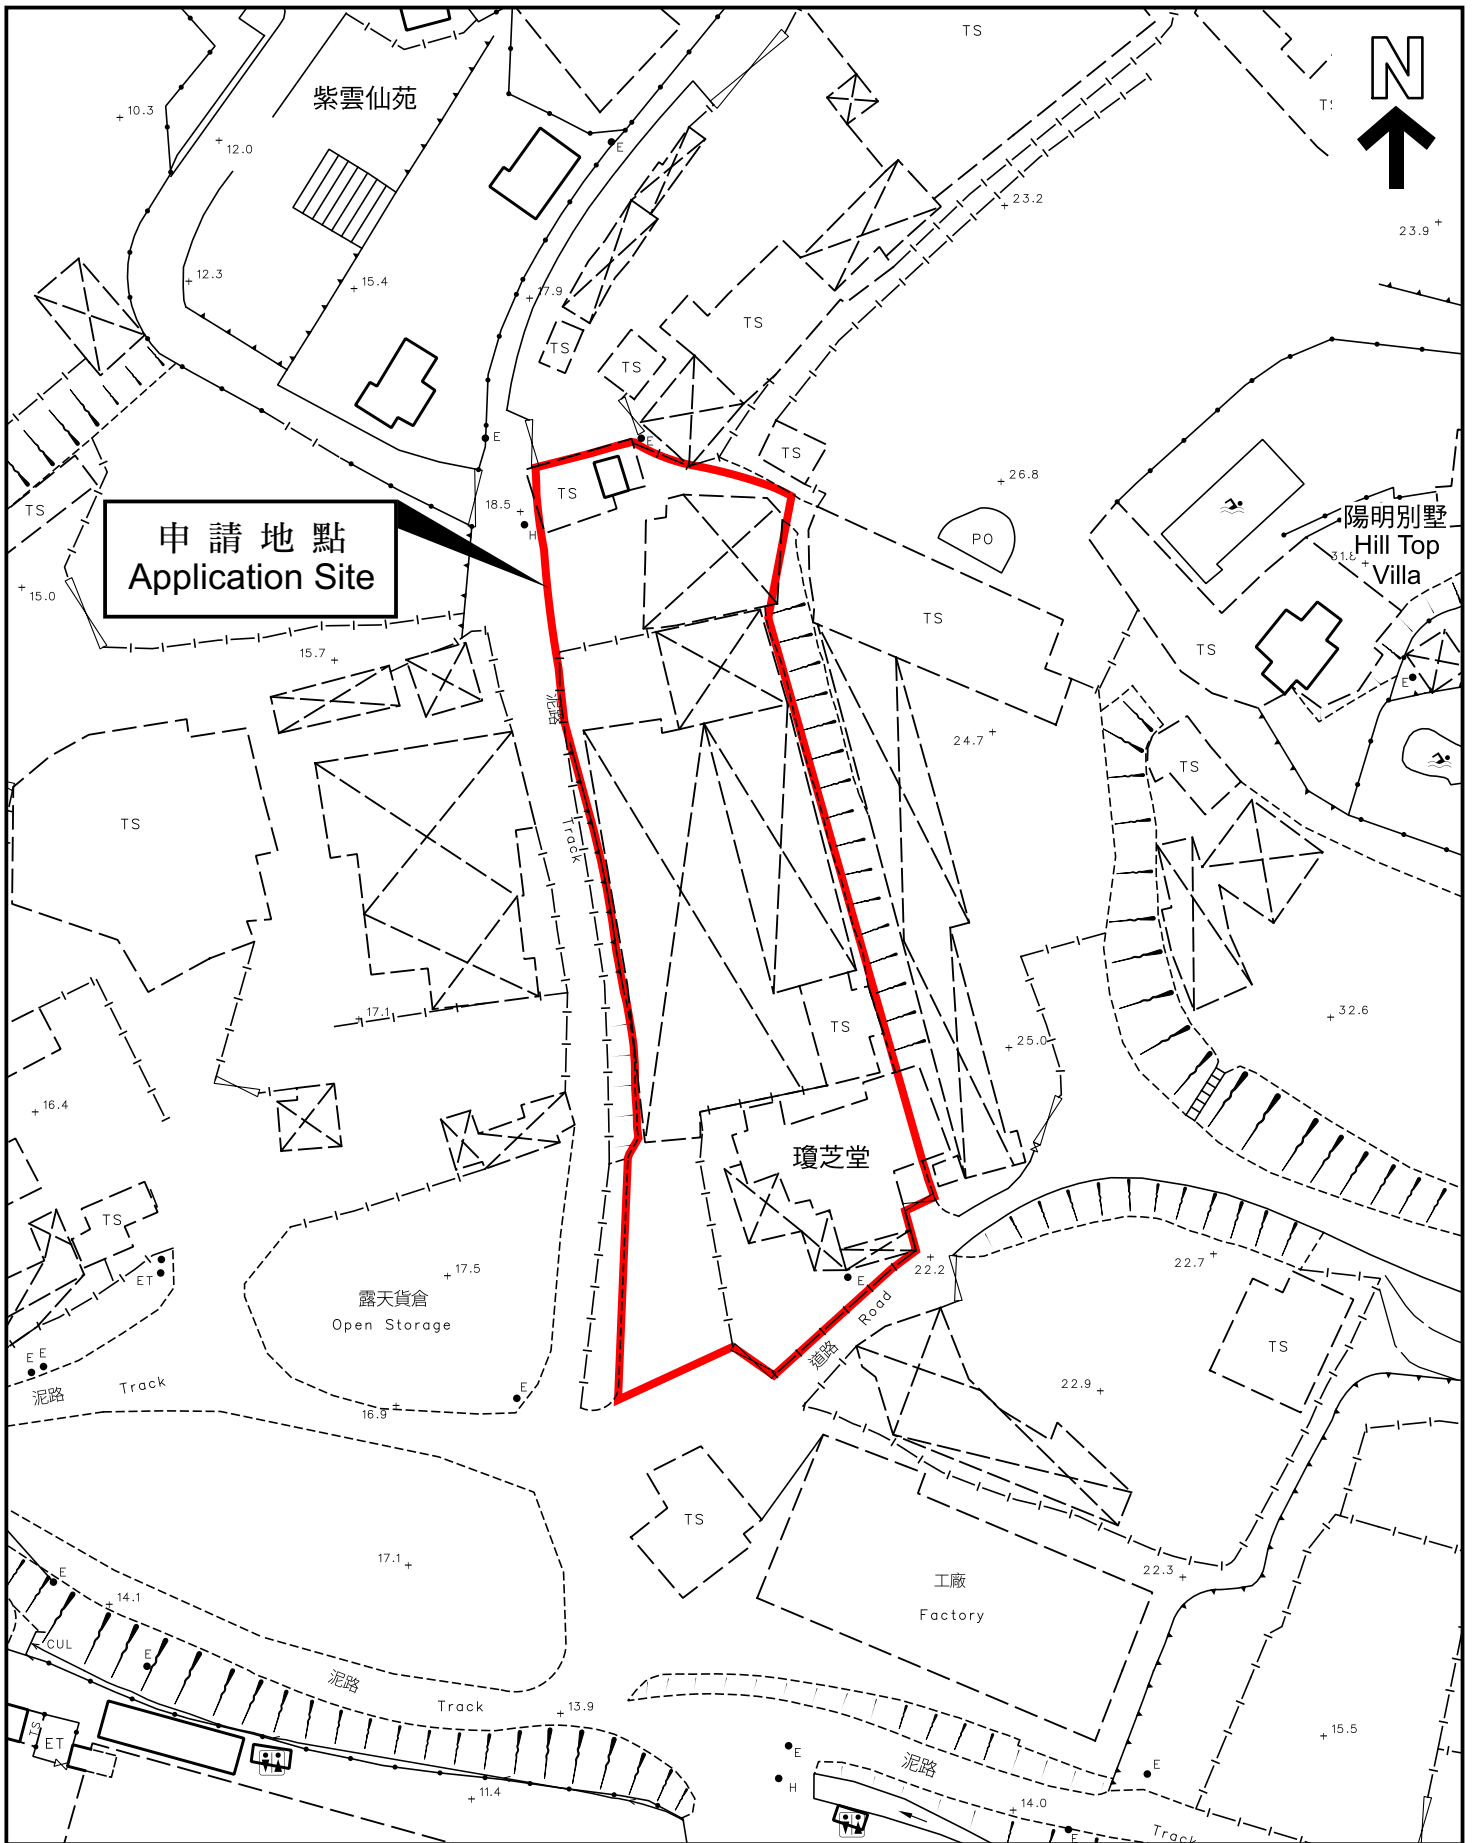 TS
N
紫雲仙苑
10.3
12.0
TS
E
23.2
23.9
12.3
15.4
17.9
TS
TS
TS
E
E
TS
26.8
TS
18.5
H
TS
PO
陽明別墅
Hill Top
Villa
31.8
申請地點
Application Site
15.0
TS
TS
15.7
E
泥路
24.7
TS
TS
Track
17.1
TS
32.6
25.0
16.4
瓊芝堂
TS
ET
17.5
22.2
22.7
E
露天貨倉
Open Storage
道路
Road
TS
E
E
泥路
Track
E
16.9
22.9
TS
17.1
22.3
工廠
Factory
E
14.1
CUL
E
泥路
Track
13.9
15.5
TS
ET
E
泥路
E
H
11.4
14.0
E
Track